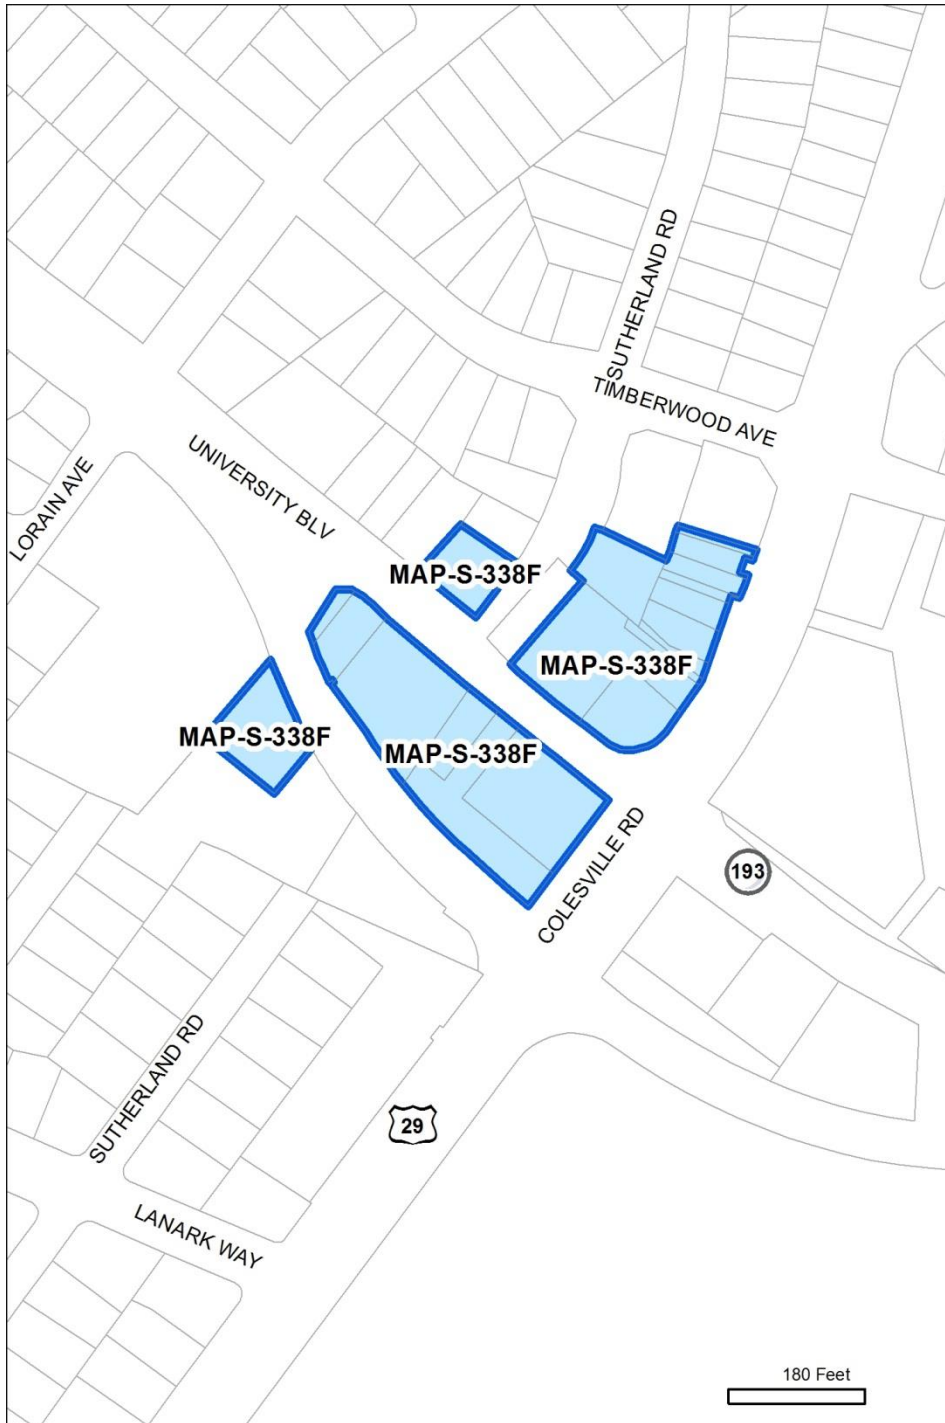 SUTHERLAND RD
TIMBERWOOD AVE
UNIVERSITY BLV
LORAIN AVE
MAP-S-338F
MAP-S-338F
MAP-S-338F
MAP-S-338F
COLESVILLE RD
193
SUTHERLAND RD
29
LANARK WAY
180 Feet